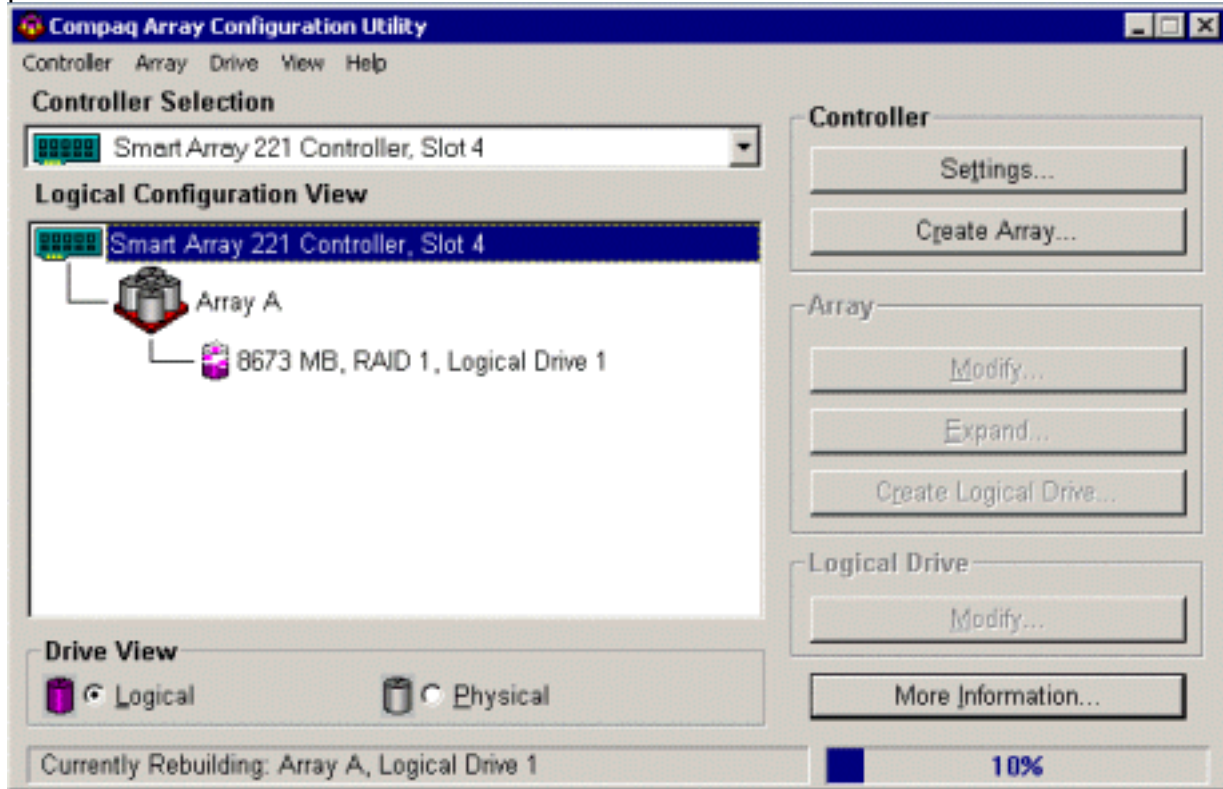 Compaq Array Configuration Utility
Controller Array Drive View Help
Controller Selection
Smart Array 221 Controller, Slot 4
Logical Configuration View
Smart Array 221 Controller, Slot 4
Array A
8673 MB, RAID 1, Logical Drive 1
Drive View
Logical
Physical
Controller
Settings...
Create Array...
Array
Modify...
Expand...
Create Logical Drive...
Logical Drive
Modify...
More Information...
Currently Rebuilding: Array A, Logical Drive 1
10%